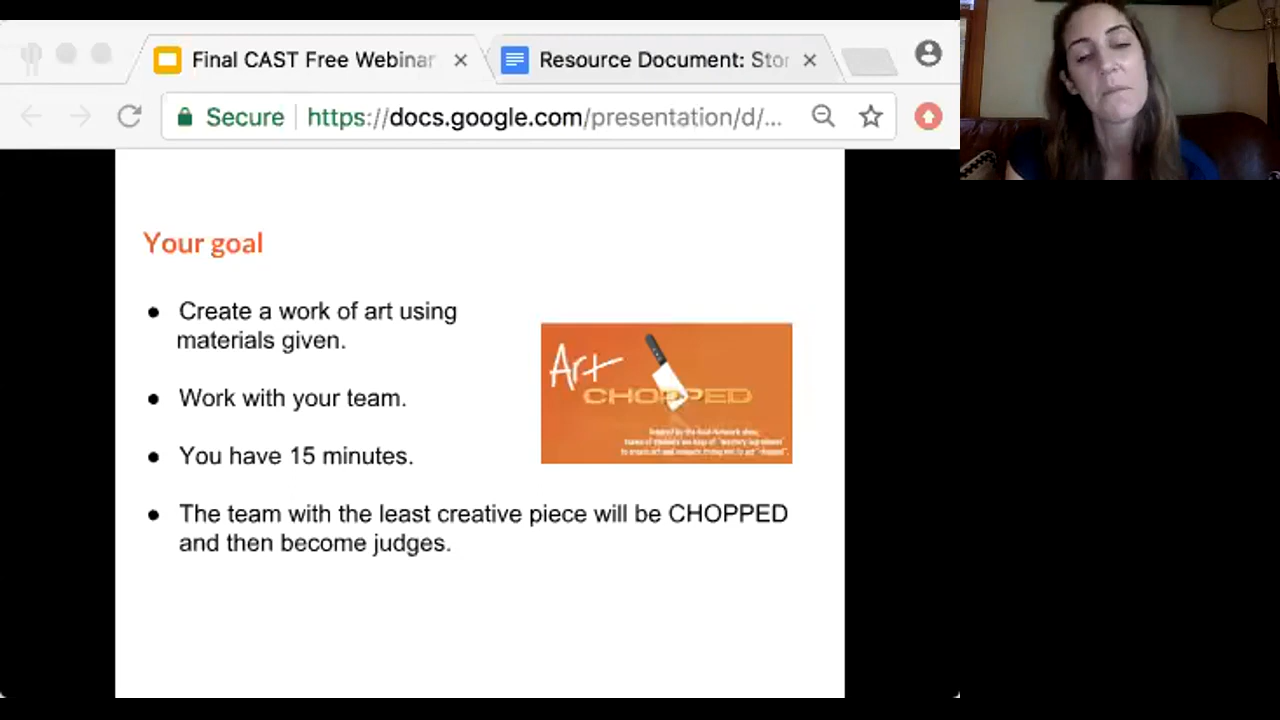 Final CAST Free Webinar
Resource Document: Stor
Secure
https://docs.google.com/presentation/d/...
Your goal
● Create a work of art using
materials given.
● Work with your team.
● You have 15 minutes.
● The team with the least creative piece will be CHOPPED
and then become judges.
Art
CHOPPED